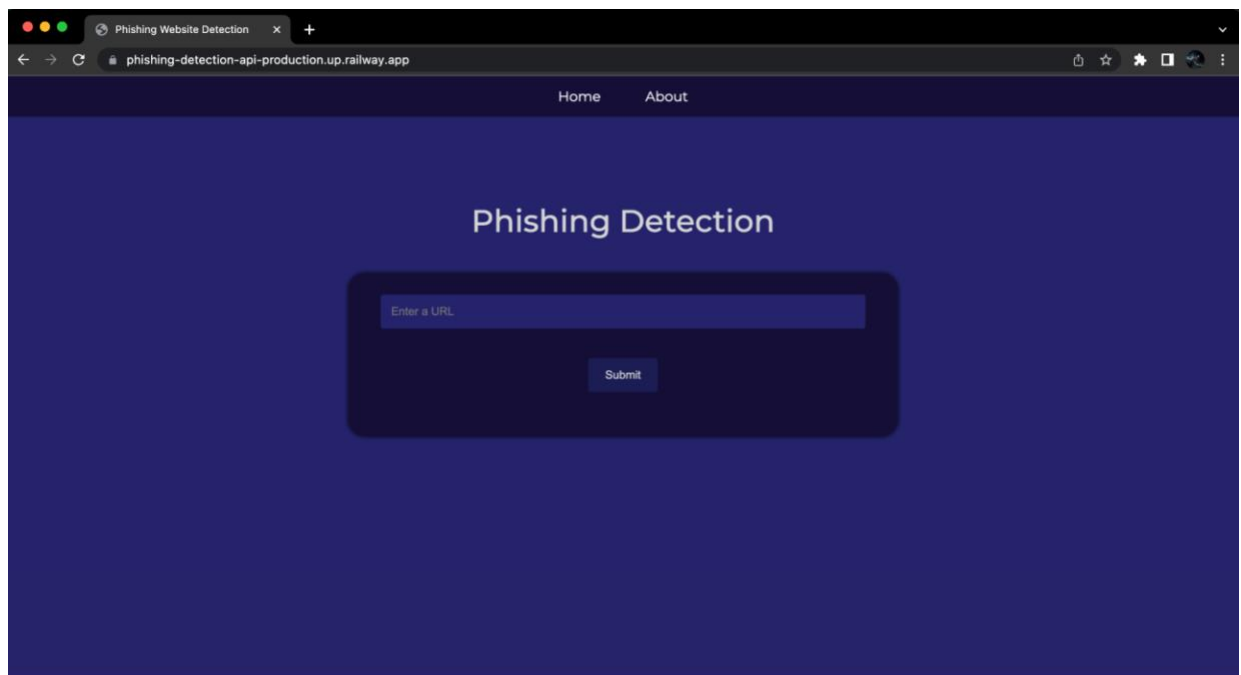 Phishing Website Detection
phishing-detection-api-production.up.railway.app
Home About
Phishing Detection
Enter a URL
Submit